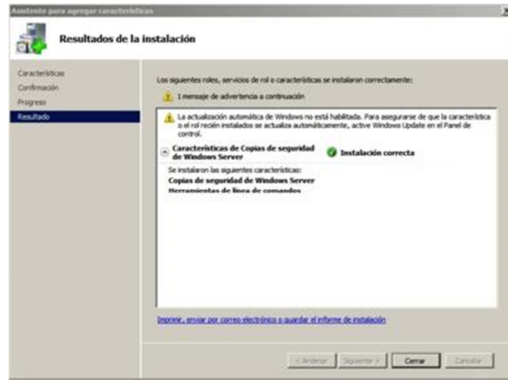 Asistente para agregar características
Resultados de la instalación
Características
Confirmación
Progreso
Resultado
Los siguientes roles, servicios de rol o características se instalaron correctamente:
1 mensaje de advertencia a continuación
La actualización automática de Windows no está habilitada. Para asegurarse de que la característica
o el rol recién instalados se actualiza automáticamente, active Windows Update en el Panel de
control.
Características de Copias de seguridad
de Windows Server
Instalación correcta
Se instalaron las siguientes características:
Copias de seguridad de Windows Server
Herramientas de línea de comandos
Imprimir, enviar por correo electrónico o guardar el informe de instalación
< Anterior
Siguiente >
Cerrar
Cancelar